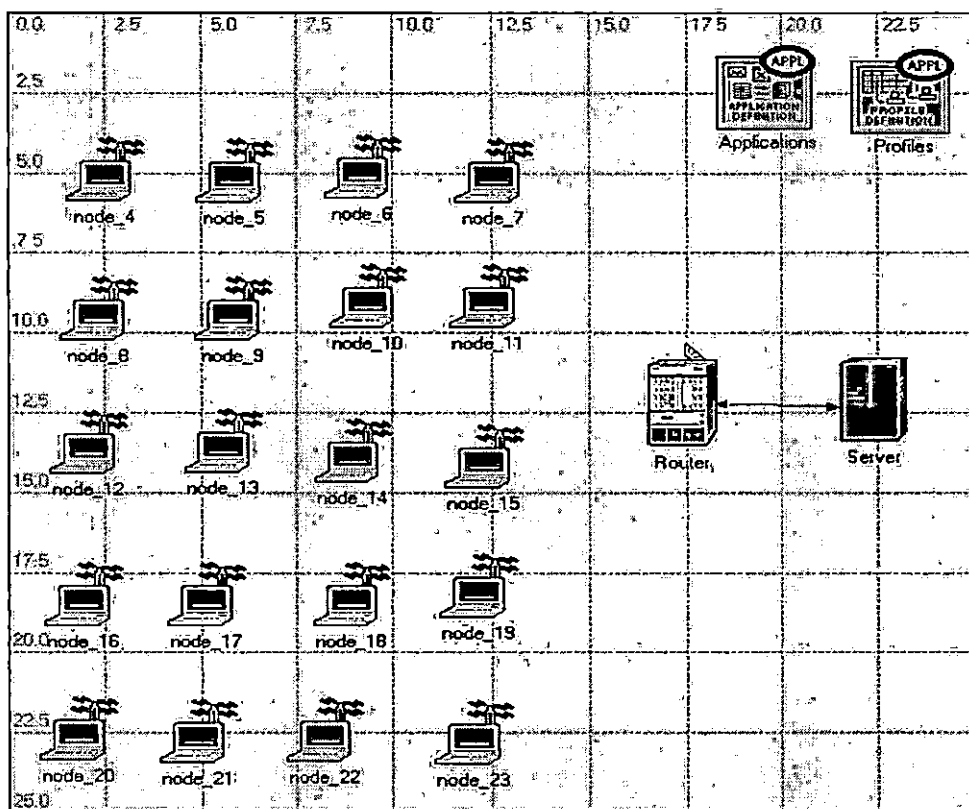 0.0 2.5 5.0 7.5 10.0 12.5 17.5 20.0 22.5
2.5
APPL APPL
APPLICATION DEFINITION PROFILE DEFINITION
Applications Profiles
5.0
node_4 node_5 node_6 node_7
7.5
10.0
node_8 node_9 node_10 node_11
12.5
Router Server
15.0
node_12 node_13 node_14 node_15
17.5
20.0
node_16 node_17 node_18 node_19
22.5
node_20 node_21 node_22 node_23
25.0